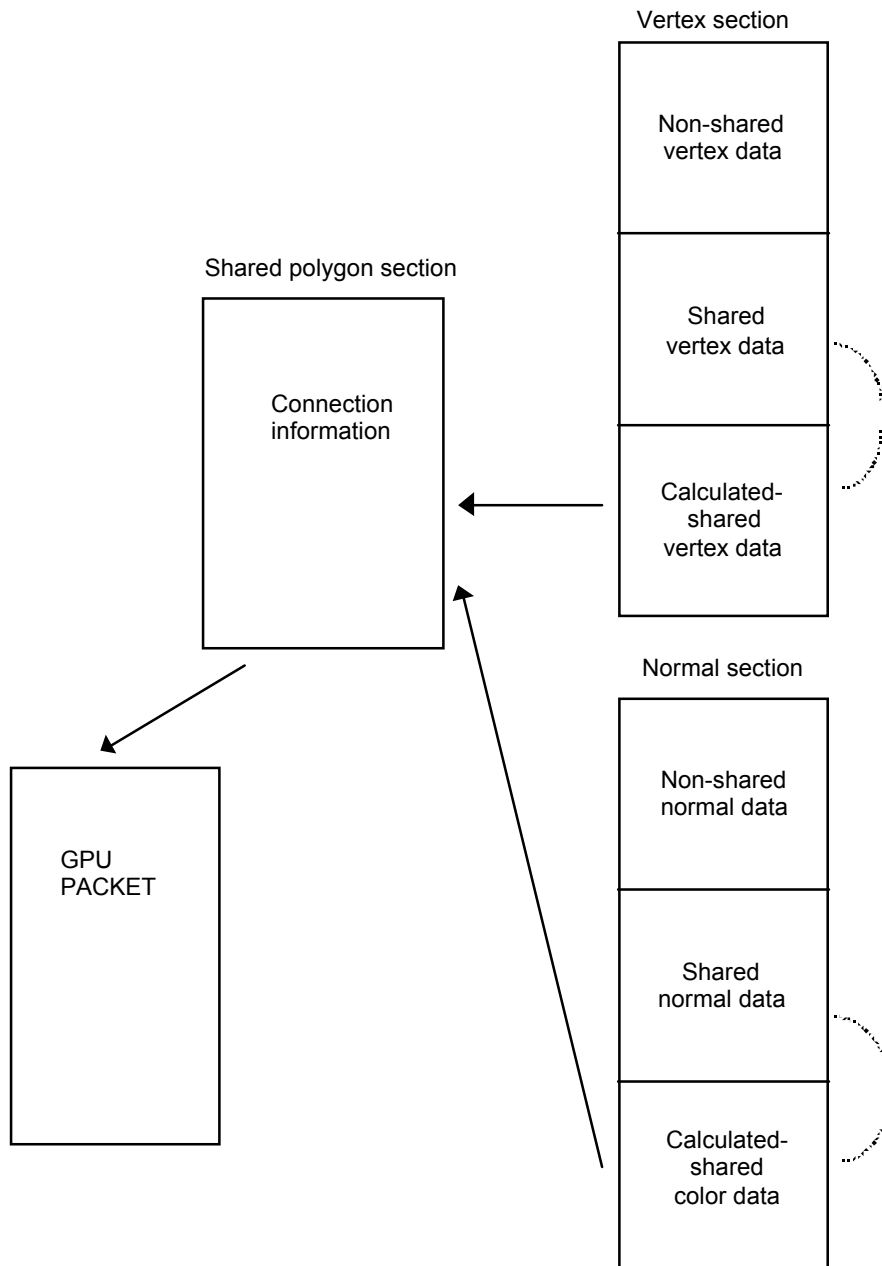 Vertex section
Non-shared
vertex data
Shared
vertex data
Calculated-
shared
vertex data
Shared polygon section
Connection
information
GPU
PACKET
Normal section
Non-shared
normal data
Shared
normal data
Calculated-
shared
color data